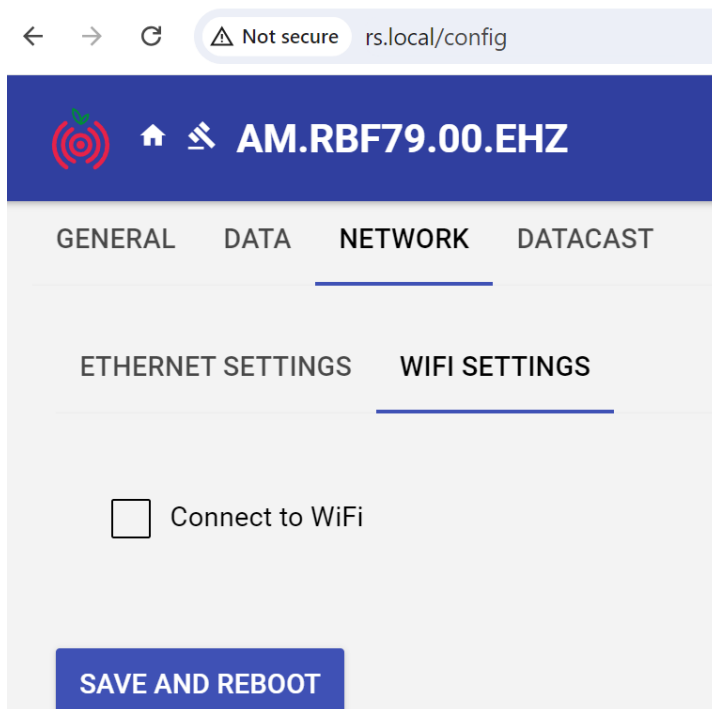 Not secure rs.local/config
AM.RBF79.00.EHZ
GENERAL DATA NETWORK DATACAST
ETHERNET SETTINGS WIFI SETTINGS
Connect to WiFi
SAVE AND REBOOT